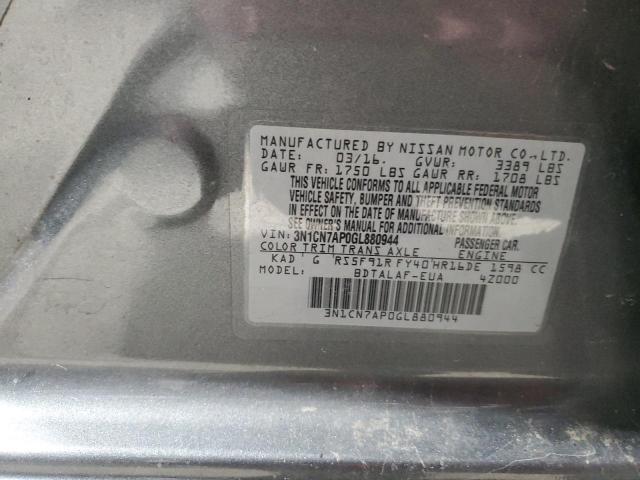 MANUFACTURED BY NISSAN MOTOR CO.,LTD.
DATE: 03/16. GVWR: 3389 LBS
GAWR FR: 1750 LBS GAWR RR: 1708 LBS
THIS VEHICLE CONFORMS TO ALL APPLICABLE FEDERAL MOTOR
VEHICLE SAFETY, BUMPER AND THEFT PREVENTION STANDARDS
IN EFFECT ON THE DATE OF MANUFACTURE SHOWN ABOVE.
SEE OWNER'S MANUAL FOR ADDITIONAL INFORMATION
VIN: 3N1CN7AP0GL880944 PASSENGER CAR.
COLOR TRIM TRANS AXLE ENGINE
KAD G RS5F91R FY40 HR16DE 1598 CC
MODEL: BDTALAF-EUA 4Z000
3N1CN7AP0GL880944